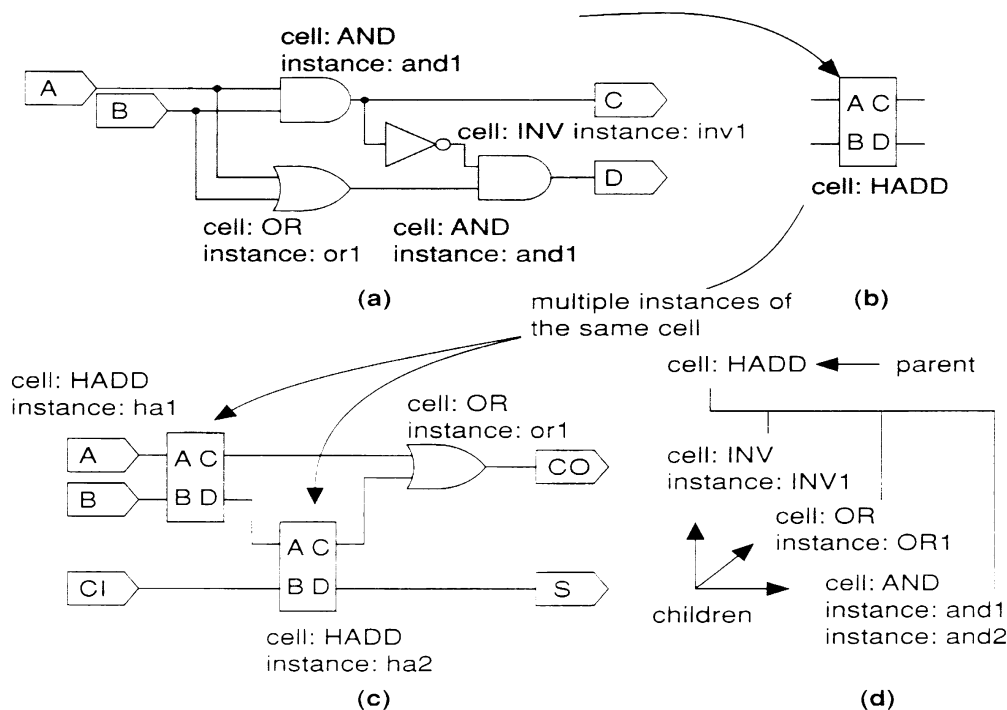 cell: AND
instance: and1
A
B
C
cell: INV instance: inv1
D
cell: OR
instance: or1
cell: AND
instance: and1
(a)
A C
B D
cell: HADD
(b)
multiple instances of
the same cell
cell: HADD
instance: ha1
A
B
A C
B D
cell: OR
instance: or1
CO
A C
B D
CI
S
cell: HADD
instance: ha2
(c)
cell: HADD
parent
cell: INV
instance: INV1
cell: OR
instance: OR1
children
cell: AND
instance: and1
instance: and2
(d)